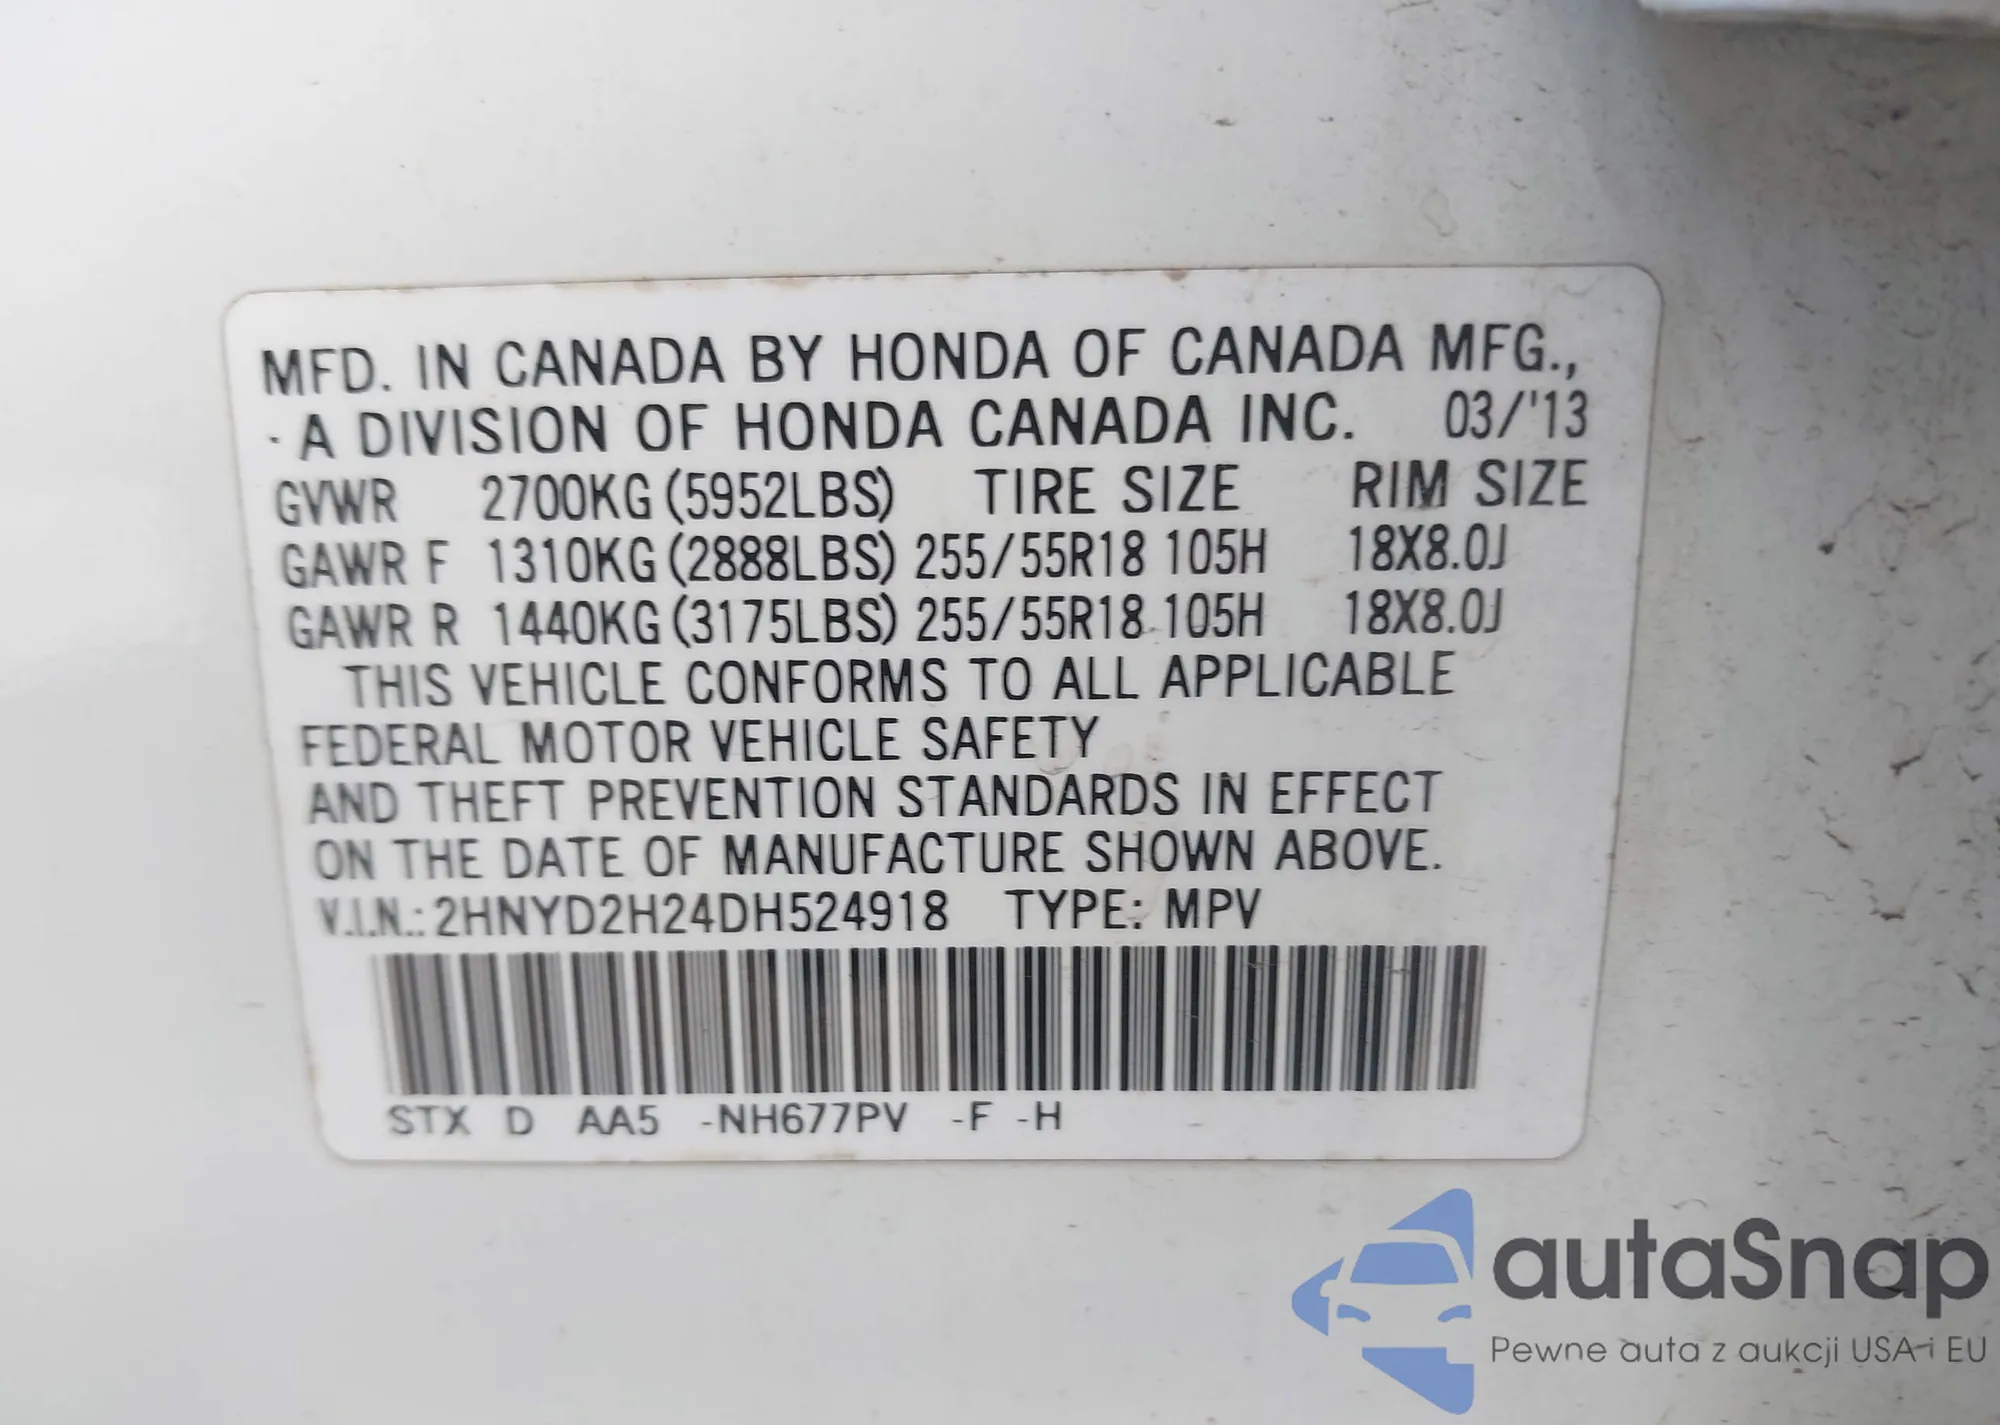 MFD. IN CANADA BY HONDA OF CANADA MFG.,
A DIVISION OF HONDA CANADA INC. 03/'13
GVWR 2700KG (5952LBS) TIRE SIZE RIM SIZE
GAWR F 1310KG (2888LBS) 255/55R18 105H 18X8.0J
GAWR R 1440KG (3175LBS) 255/55R18 105H 18X8.0J
THIS VEHICLE CONFORMS TO ALL APPLICABLE
FEDERAL MOTOR VEHICLE SAFETY
AND THEFT PREVENTION STANDARDS IN EFFECT
ON THE DATE OF MANUFACTURE SHOWN ABOVE.
V.I.N.: 2HNYD2H24DH524918 TYPE: MPV
STX D AA5 -NH677PV -F -H
autaSnap
Pewne auta z aukcji USA i EU